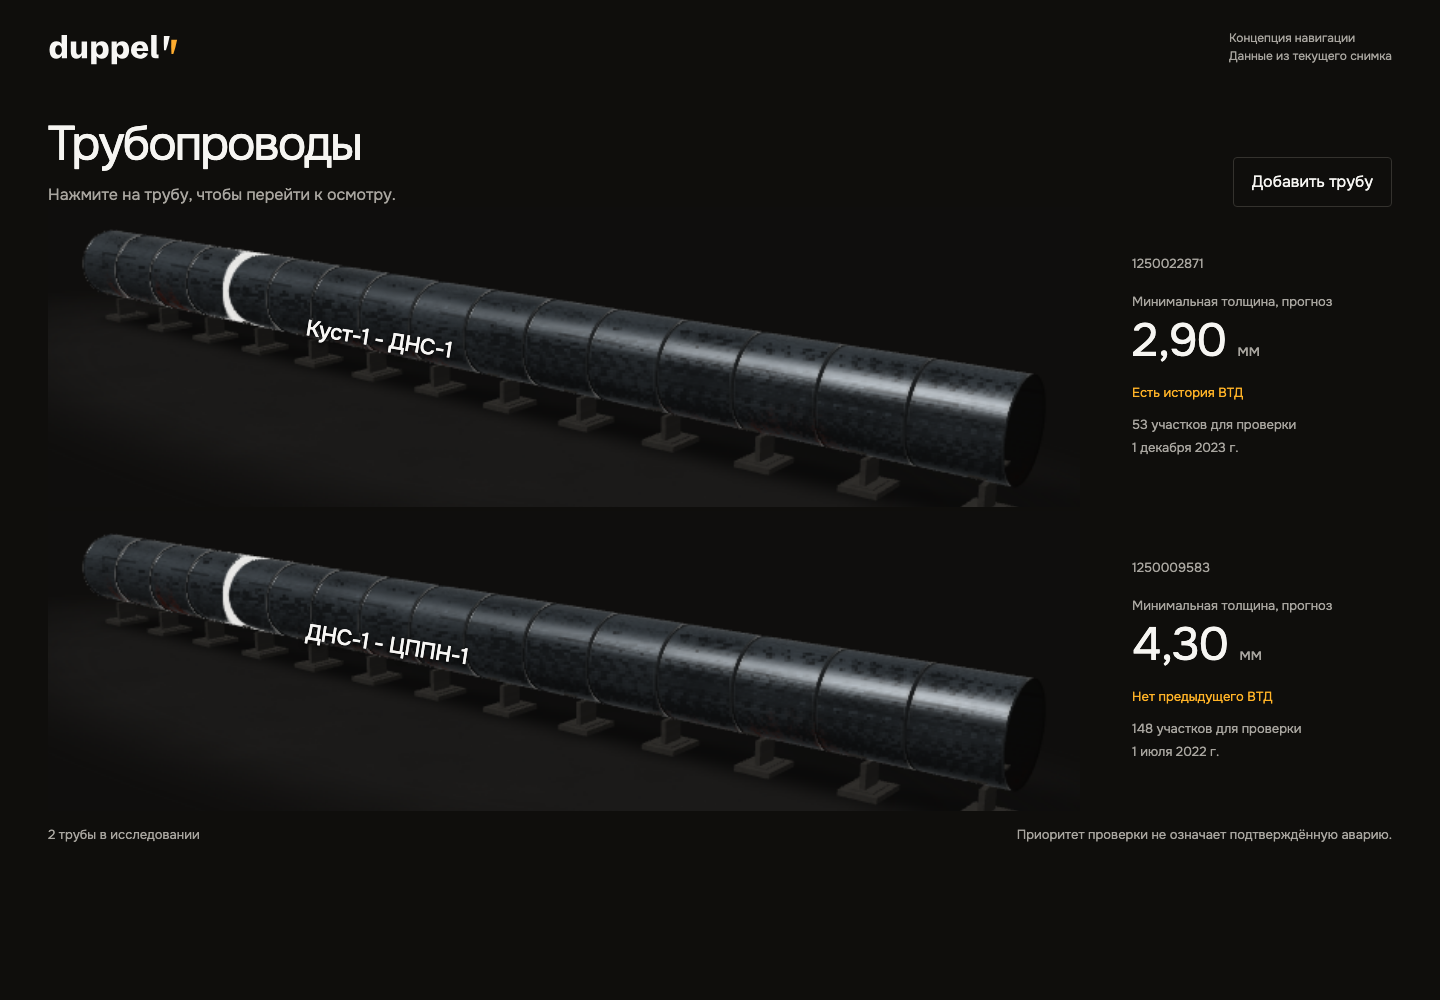 duppel
Концепция навигации
Данные из текущего снимка
Трубопроводы
Нажмите на трубу, чтобы перейти к осмотру.
Добавить трубу
Куст-1 - ДНС-1
1250022871
Минимальная толщина, прогноз
2,90 мм
Есть история ВТД
53 участков для проверки
1 декабря 2023 г.
ДНС-1 - ЦППН-1
1250009583
Минимальная толщина, прогноз
4,30 мм
Нет предыдущего ВТД
148 участков для проверки
1 июля 2022 г.
2 трубы в исследовании
Приоритет проверки не означает подтверждённую аварию.